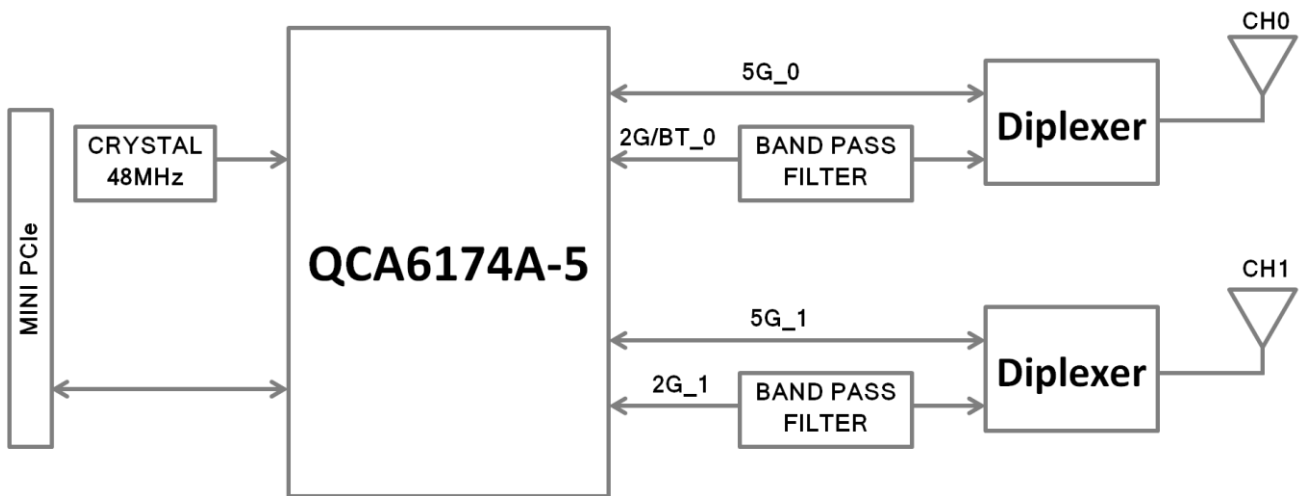 MINI PCIe
CRYSTAL
48MHz
QCA6174A-5
5G_0
2G/BT_0
BAND PASS
FILTER
Diplexer
CH0
5G_1
2G_1
BAND PASS
FILTER
Diplexer
CH1